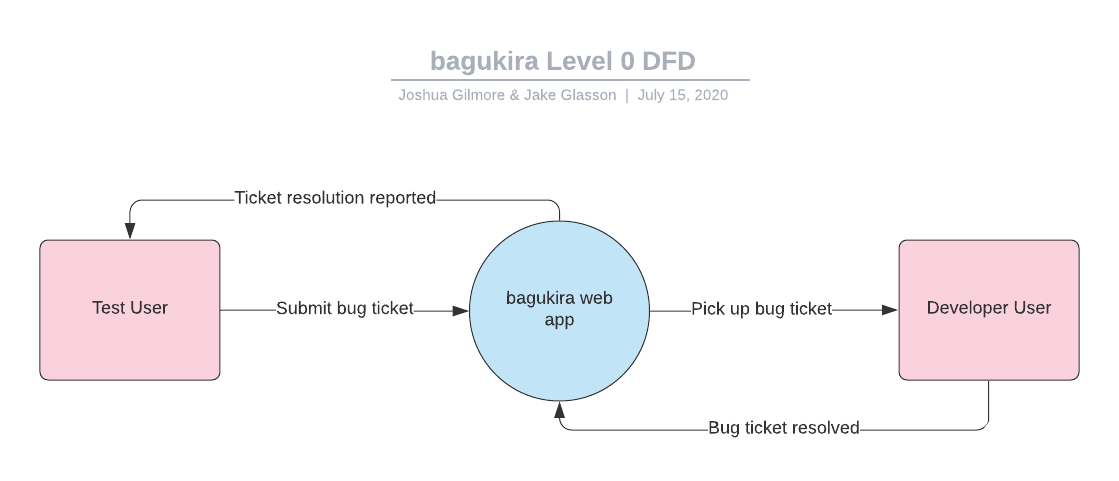 bagukira Level 0 DFD
Joshua Gilmore & Jake Glasson | July 15, 2020
Ticket resolution reported
Test User
Submit bug ticket
bagukira web
app
Pick up bug ticket
Developer User
Bug ticket resolved